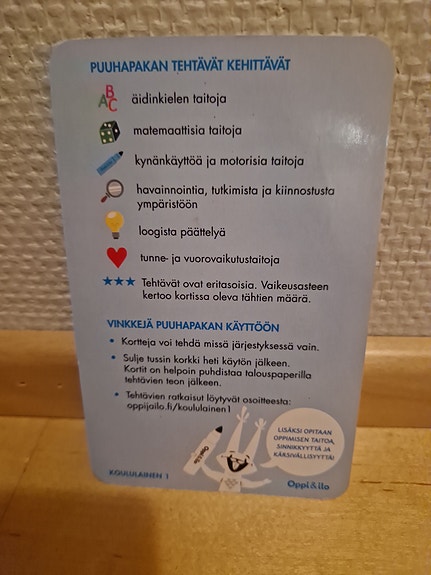 PUUHAPAKAN TEHTÄVÄT KEHITTÄVÄT
A B C
äidinkielen taitoja
matemaattisia taitoja
kynänkäyttöä ja motorisia taitoja
havainnointia, tutkimista ja kiinnostusta
ympäristöön
loogista päättelyä
tunne- ja vuorovaikutustaitoja
Tehtävät ovat eritasoisia. Vaikeusasteen
kertoo kortissa oleva tähtien määrä.
VINKKEJÄ PUUHAPAKAN KÄYTTÖÖN
• Kortteja voi tehdä missä järjestyksessä vain.
• Sulje tussin korkki heti käytön jälkeen.
Kortit on helpoin puhdistaa talouspaperilla
tehtävien teon jälkeen.
• Tehtävien ratkaisut löytyvät osoitteesta:
oppijailo.fi/koululainen1
LISÄKSI OPITAAN
OPPIMISEN TAITOA,
SINNIKKYYTTÄ JA
KÄRSIVÄLLISYYTTÄ!
Oppi&ilo
KOULULAINEN 1
Oppi&ilo